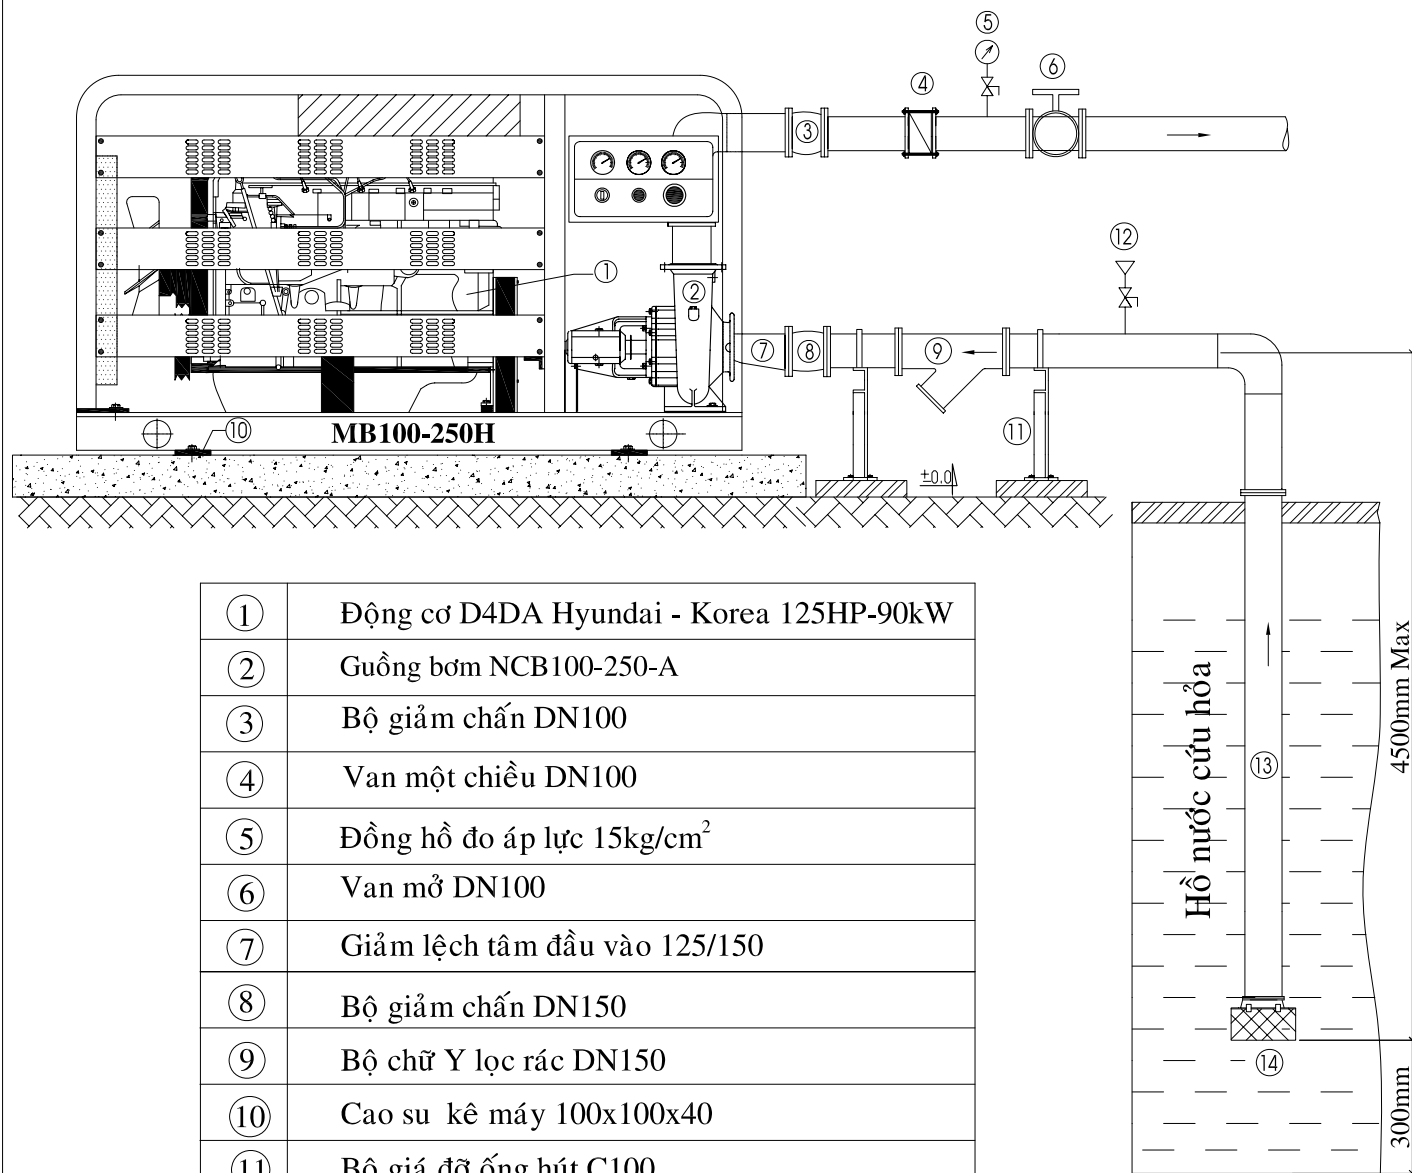 ⑤
⑥
④
③
⑫
①
②
⑦
⑧
⑨
⑩
MB100-250H
⑪
±0.0
Hồ nước cứu hỏa
⑬
4500mm Max
⑭
300mm
① Động cơ D4DA Hyundai - Korea 125HP-90kW
② Guồng bơm NCB100-250-A
③ Bộ giảm chấn DN100
④ Van một chiều DN100
⑤ Đồng hồ đo áp lực 15kg/cm²
⑥ Van mở DN100
⑦ Giảm lệch tâm đầu vào 125/150
⑧ Bộ giảm chấn DN150
⑨ Bộ chữ Y lọc rác DN150
⑩ Cao su kê máy 100x100x40
⑪ Bộ giá đỡ ống hút C100